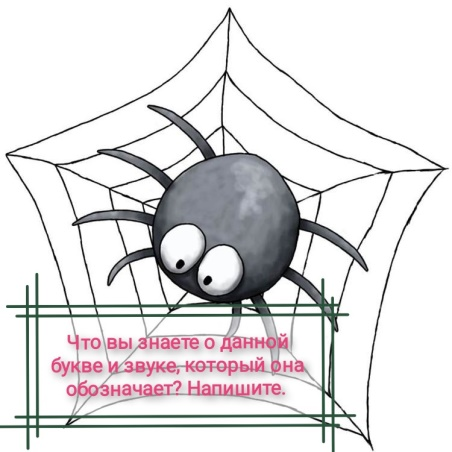 Что вы знаете о данной
букве и звуке, который она
обозначает? Напишите.